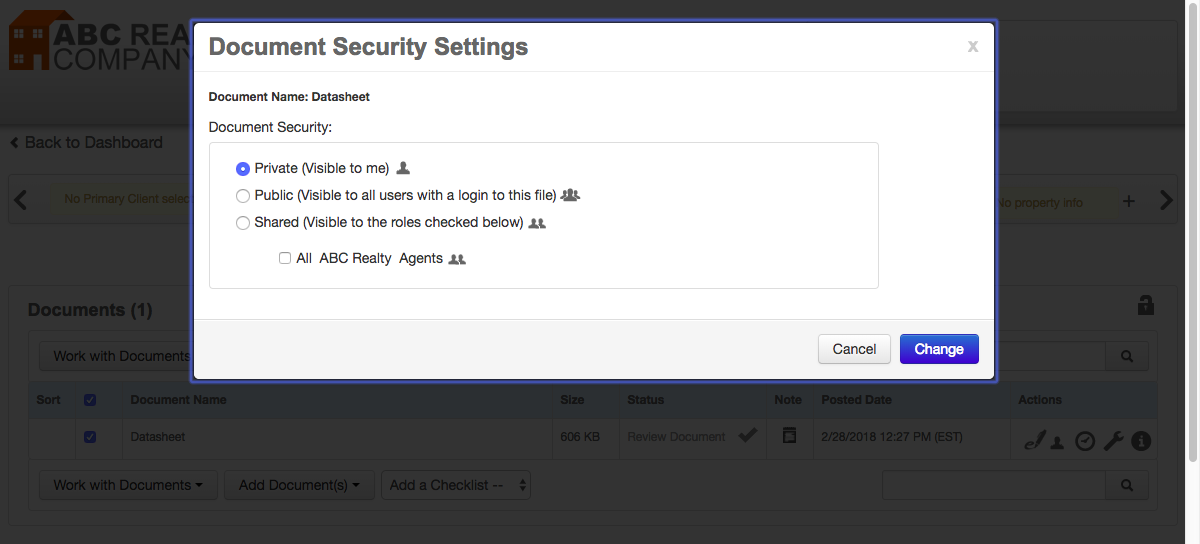 ABC REA
COMPANY
Document Security Settings
x
Document Name: Datasheet
Document Security:
Private (Visible to me)
Public (Visible to all users with a login to this file)
Shared (Visible to the roles checked below)
All ABC Realty Agents
Cancel
Change
Back to Dashboard
No Primary Client selec
No property info
+
Documents (1)
Work with Documents
Sort
Document Name
Size
Status
Note
Posted Date
Actions
Datasheet
606 KB
Review Document
2/28/2018 12:27 PM (EST)
Work with Documents
Add Document(s)
Add a Checklist --